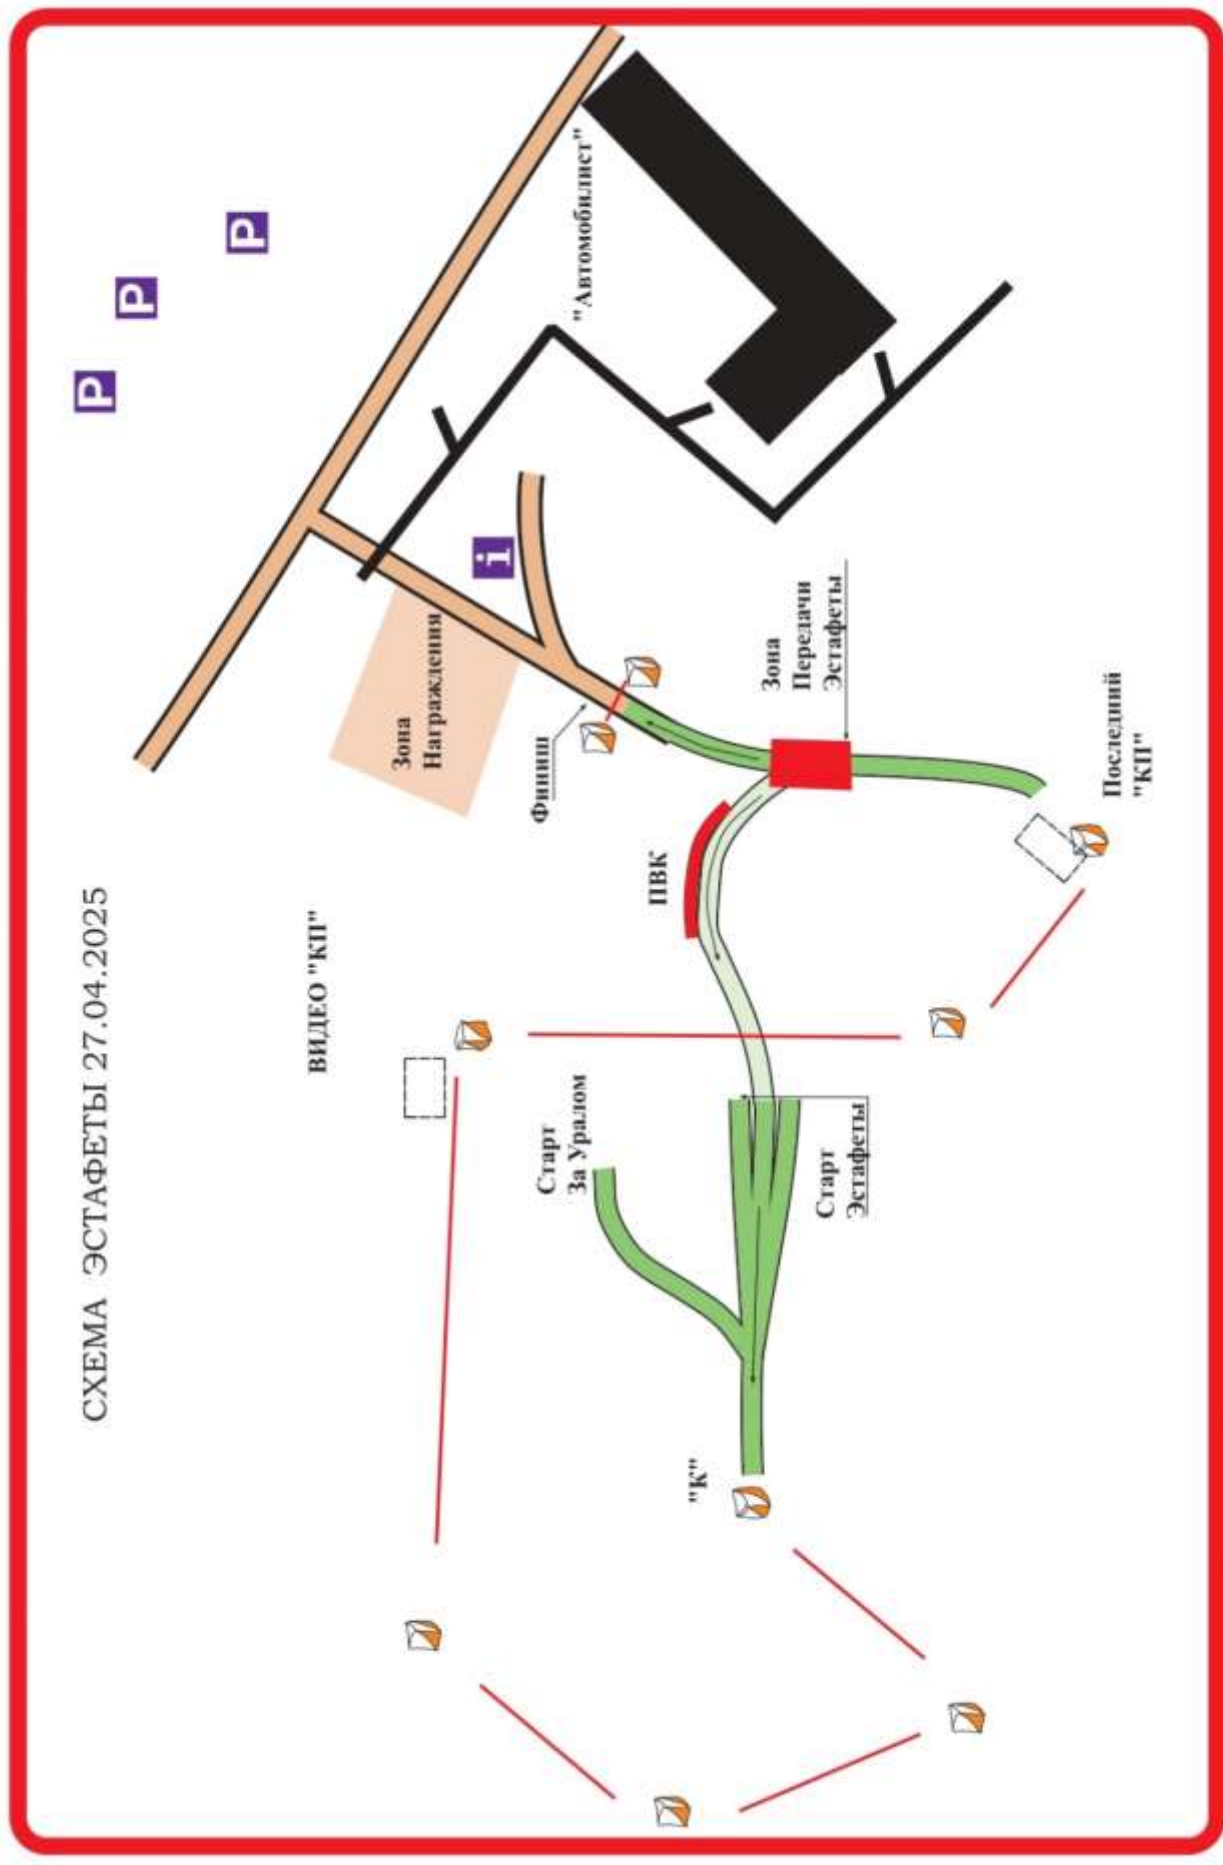 СХЕМА ЭСТАФЕТЫ 27.04.2025
P
P
P
ВИДЕО "КП"
Зона
Награждения
i
"Автомобилист"
Финиш
Старт
За Уралом
ПВК
"К"
Зона
Передачи
Эстафеты
Старт
Эстафеты
Последний
"КП"